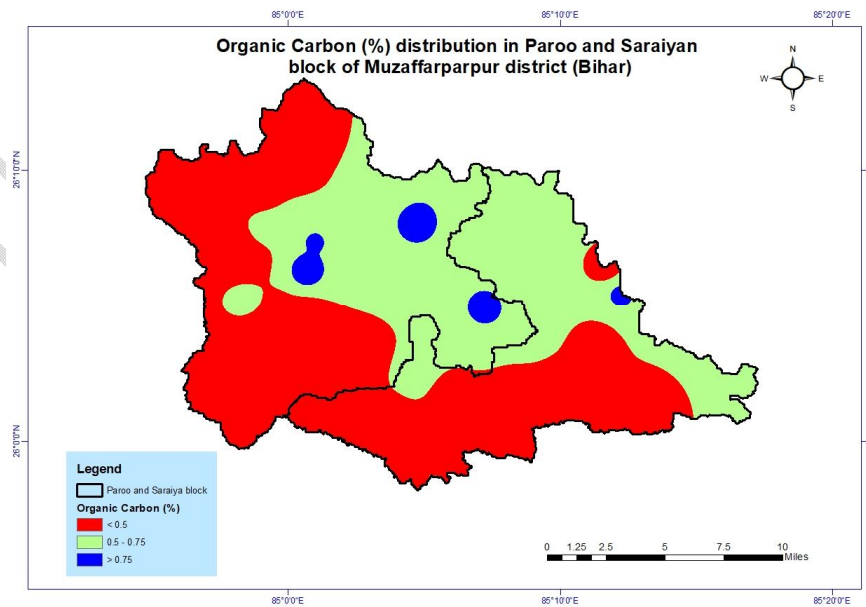 85°0'0"E 85°10'0"E 85°20'0"E
Organic Carbon (%) distribution in Paroo and Saraiyan
block of Muzaffarparpur district (Bihar)
N
W E
S
26°10'0"N
26°0'0"N
Legend
Paroo and Saraiya block
Organic Carbon (%)
< 0.5
0.5 - 0.75
> 0.75
0 1.25 2.5 5 7.5 10
Miles
85°0'0"E 85°10'0"E 85°20'0"E